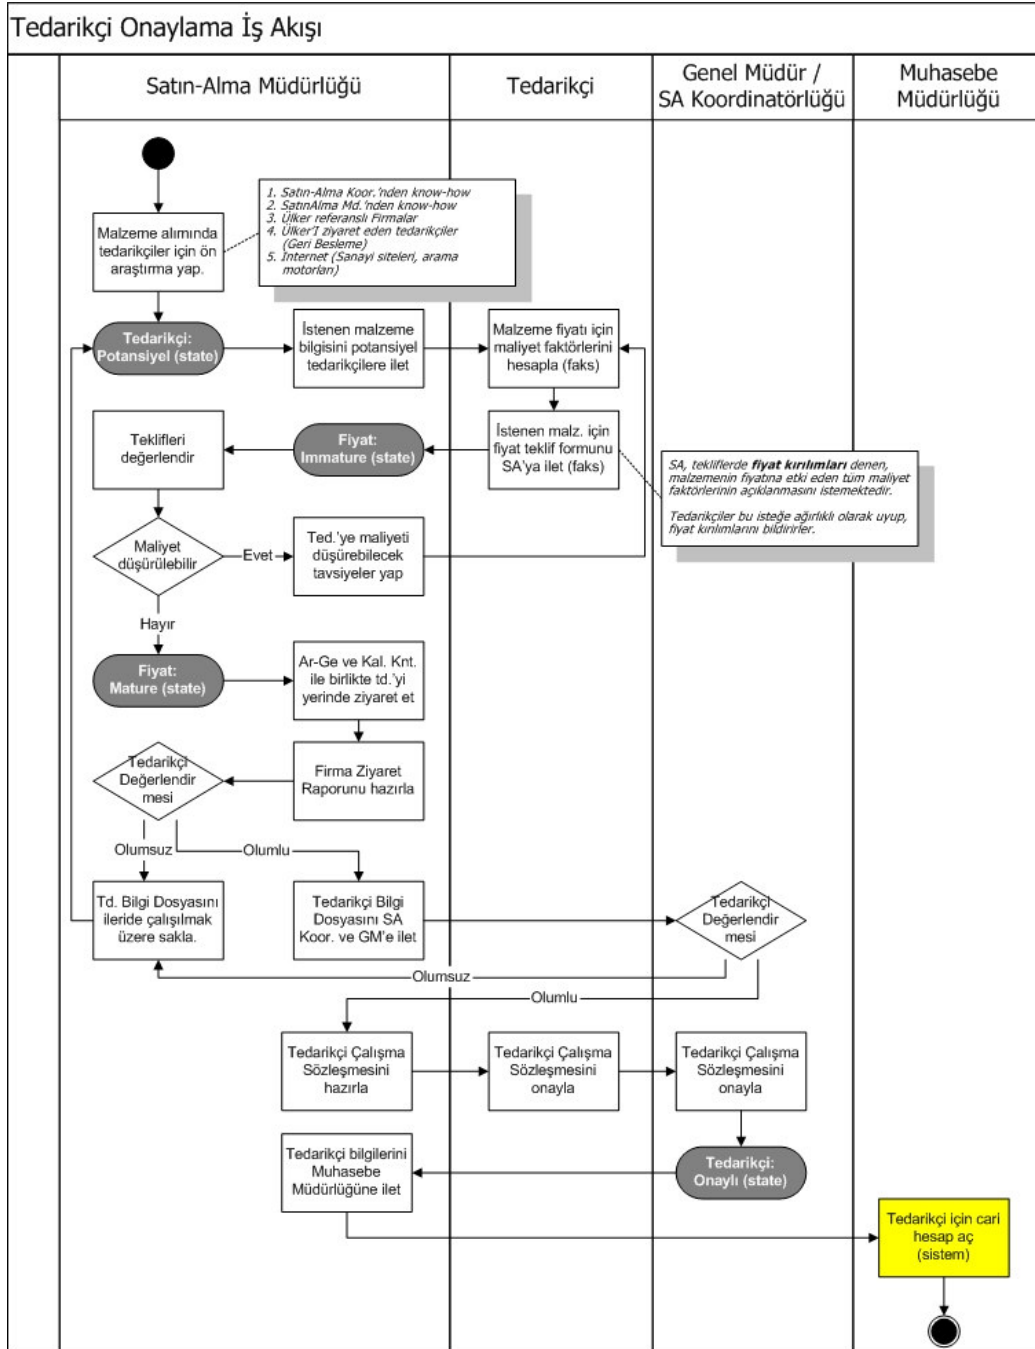 Tedarikçi Onaylama İş Akışı
Satın-Alma Müdürlüğü
Tedarikçi
Genel Müdür /
SA Koordinatörlüğü
Muhasebe
Müdürlüğü
Malzeme alımında
tedarikçiler için ön
araştırma yap.
1. Satın-Alma Koor.'nden know-how
2. SatınAlma Md.'nden know-how
3. Ülker referanslı Firmalar
4. Ülker'I ziyaret eden tedarikçiler
(Geri Besleme)
5. Internet (Sanayi siteleri, arama
motorları)
Tedarikçi:
Potansiyel (state)
İstenen malzeme
bilgisini potansiyel
tedarikçilere ilet
Malzeme fiyatı için
maliyet faktörlerini
hesapla (faks)
Teklifleri
değerlendir
Fiyat:
Immature (state)
İstenen malz. için
fiyat teklif formunu
SA'ya ilet (faks)
SA, tekliflerde fiyat kırılımları denen,
malzemenin fiyatına etki eden tüm maliyet
faktörlerinin açıklanmasını istemektedir.
Tedarikçiler bu isteğe ağırlıklı olarak uyup,
fiyat kırılımlarını bildirirler.
Maliyet
düşürülebilir
Evet
Ted.'ye maliyeti
düşürebilecek
tavsiyeler yap
Hayır
Fiyat:
Mature (state)
Ar-Ge ve Kal. Knt.
ile birlikte td.'yi
yerinde ziyaret et
Tedarikçi
Değerlendir
mesi
Firma Ziyaret
Raporunu hazırla
Olumsuz
Olumlu
Td. Bilgi Dosyasını
ileride çalışılmak
üzere sakla.
Tedarikçi Bilgi
Dosyasını SA
Koor. ve GM'e ilet
Tedarikçi
Değerlendir
mesi
Olumsuz
Olumlu
Tedarikçi Çalışma
Sözleşmesini
hazırla
Tedarikçi Çalışma
Sözleşmesini
onayla
Tedarikçi Çalışma
Sözleşmesini
onayla
Tedarikçi bilgilerini
Muhasebe
Müdürlüğüne ilet
Tedarikçi:
Onaylı (state)
Tedarikçi için cari
hesap aç
(sistem)